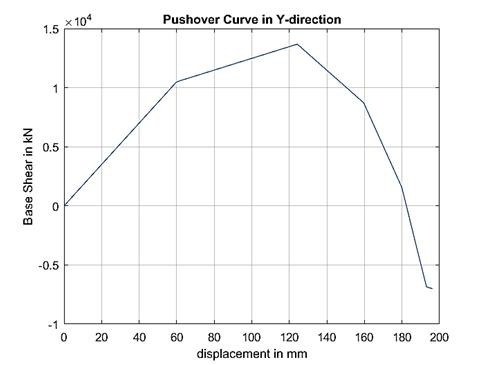 Pushover Curve in Y-direction
×10⁴
1.5
1
0.5
0
-0.5
-1
Base Shear in kN
0 20 40 60 80 100 120 140 160 180 200
displacement in mm